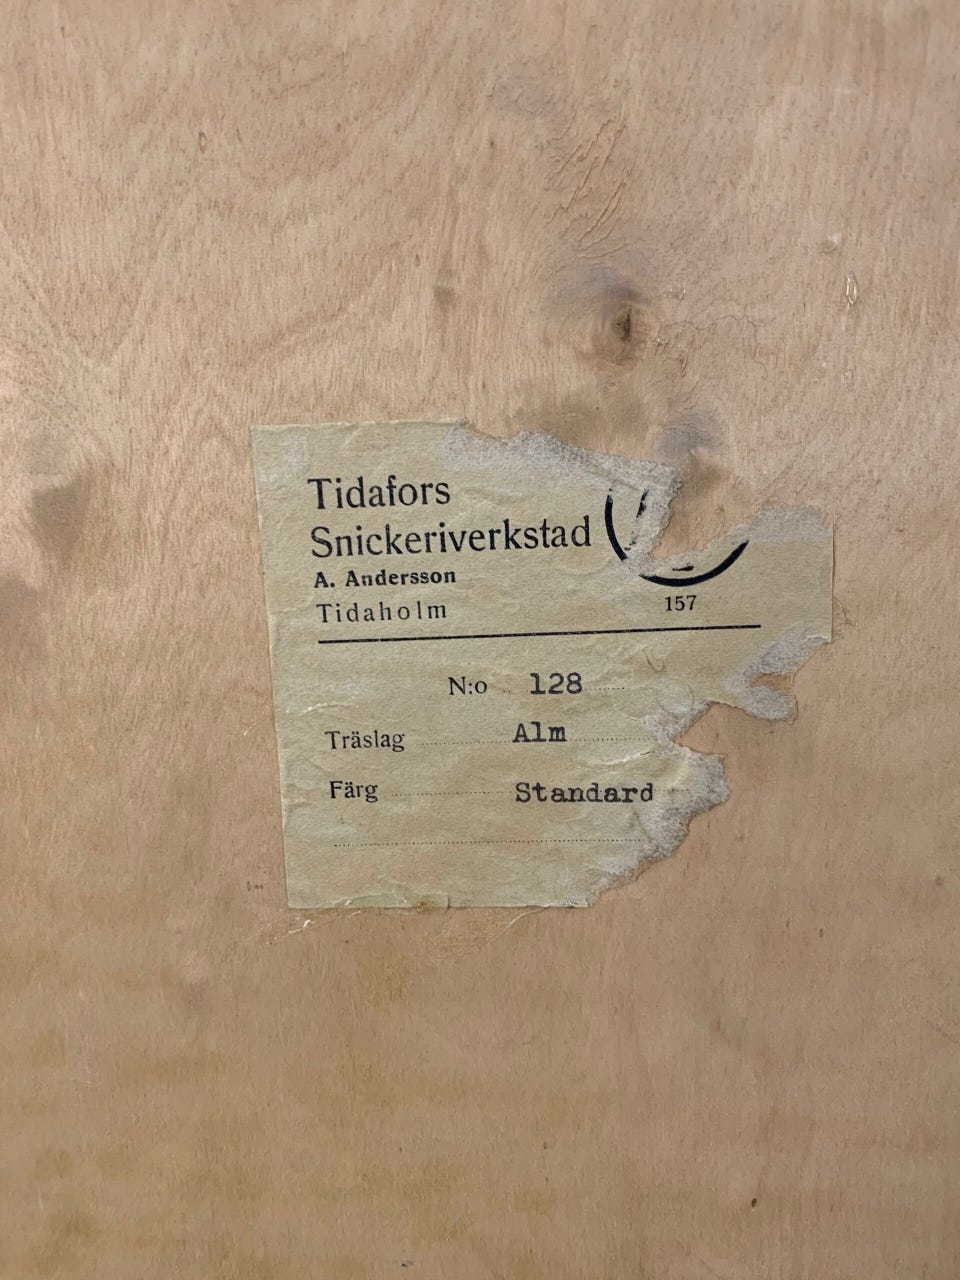 Tidafors
Snickeriverkstad
A. Andersson
Tidaholm
157
N:o 128
Träslag Alm
Färg Standard